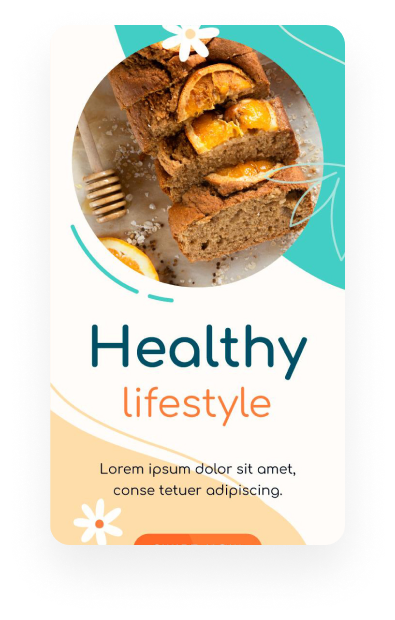 Healthy
lifestyle
Lorem ipsum dolor sit amet,
conse tetuer adipiscing.